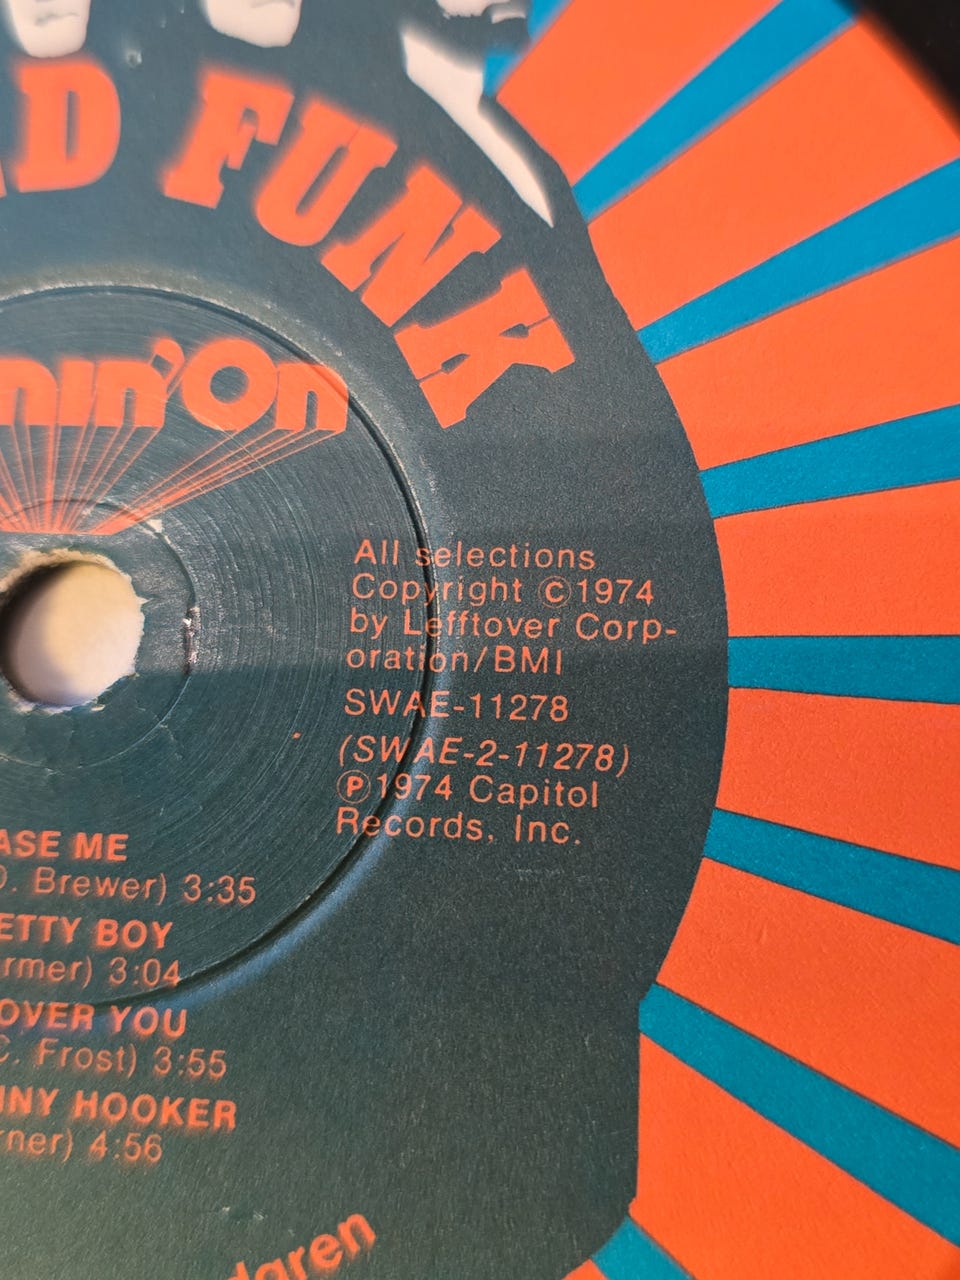 D FUNK
nin' On
All selections
Copyright ©1974
by Lefftover Corp-
oration/BMI
SWAE-11278
(SWAE-2-11278)
Ⓟ1974 Capitol
Records, Inc.
ASE ME
D. Brewer) 3:35
ETTY BOY
rmer) 3:04
OVER YOU
C. Frost) 3:55
NNY HOOKER
rner) 4:56
dgren